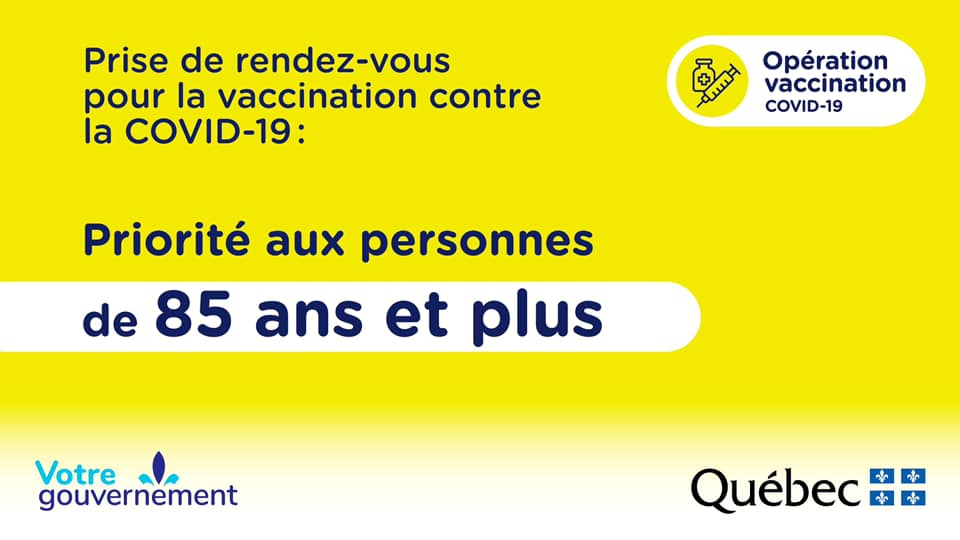 Prise de rendez-vous
pour la vaccination contre
la COVID-19 :
Opération
vaccination
COVID-19
Priorité aux personnes
de 85 ans et plus
Votre
gouvernement
Québec